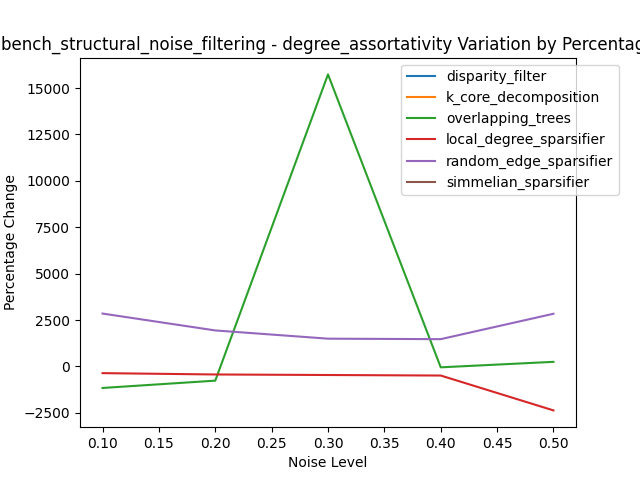 bench_structural_noise_filtering - degree_assortativity Variation by Percentag
disparity_filter
k_core_decomposition
overlapping_trees
local_degree_sparsifier
random_edge_sparsifier
simmelian_sparsifier
Percentage Change
15000
12500
10000
7500
5000
2500
0
−2500
0.10 0.15 0.20 0.25 0.30 0.35 0.40 0.45 0.50
Noise Level